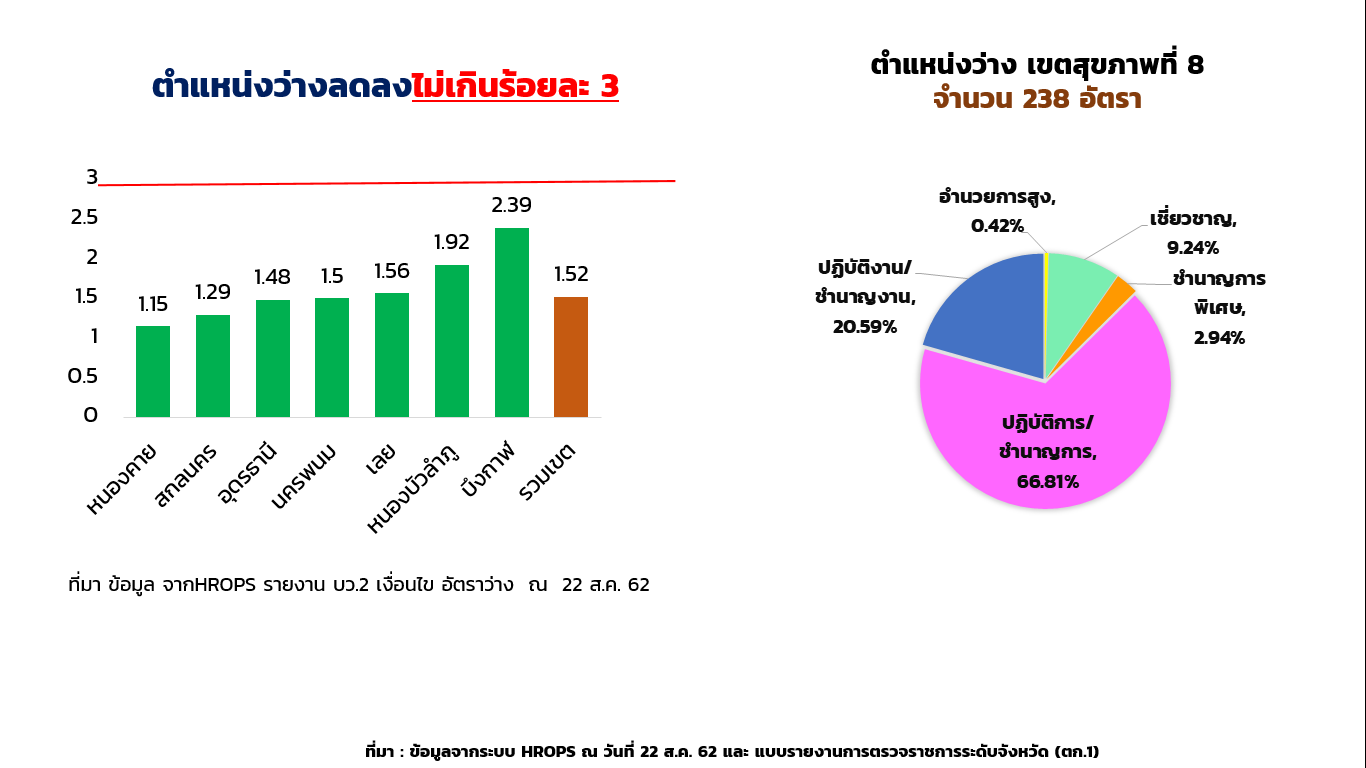 ตำแหน่งว่างลดลงไม่เกินร้อยละ 3
3
2.5
2
1.5
1
0.5
0
1.15
1.29
1.48
1.5
1.56
1.92
2.39
1.52
หนองคาย
สกลนคร
อุดรธานี
นครพนม
เลย
หนองบัวลำภู
บึงกาฬ
รวมเขต
ที่มา ข้อมูล จากHROPS รายงาน บว.2 เงื่อนไข อัตราว่าง ณ 22 ส.ค. 62
ตำแหน่งว่าง เขตสุขภาพที่ 8
จำนวน 238 อัตรา
อำนวยการสูง,
0.42%
เชี่ยวชาญ,
9.24%
ชำนาญการ
พิเศษ,
2.94%
ปฏิบัติการ/
ชำนาญการ,
66.81%
ปฏิบัติงาน/
ชำนาญงาน,
20.59%
ที่มา : ข้อมูลจากระบบ HROPS ณ วันที่ 22 ส.ค. 62 และ แบบรายงานการตรวจราชการระดับจังหวัด (ตก.1)